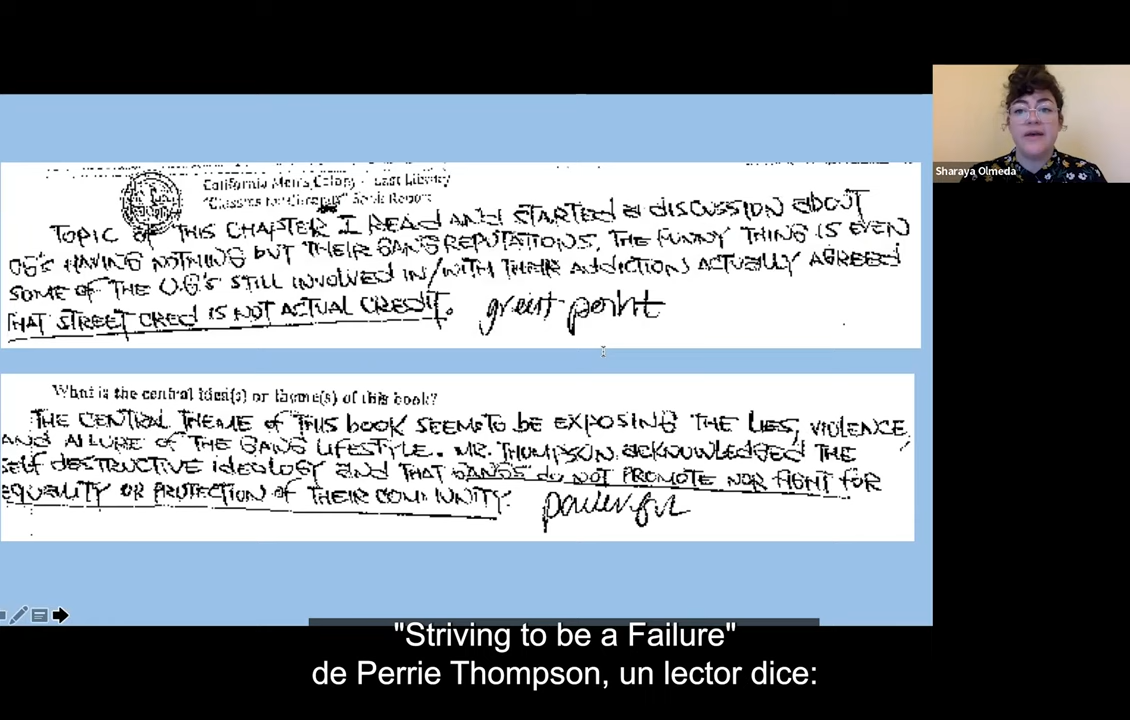 Sharaya Olmeda
California Men's Colony - East Library
"Classics for Change" Book Report
TOPIC OF THIS CHAPTER I READ AND STARTED A DISCUSSION ABOUT
OG'S HAVING NOTHING BUT THEIR GANG REPUTATIONS. THE FUNNY THING IS EVEN
SOME OF THE O.G'S STILL INVOLVED IN/WITH THEIR ADDICTION ACTUALLY AGREED
THAT STREET CRED IS NOT ACTUAL CREDIT. great point
What is the central idea(s) or theme(s) of this book?
THE CENTRAL THEME OF THIS BOOK SEEMS TO BE EXPOSING THE LIES, VIOLENCE,
AND AILURE OF THE GANG LIFESTYLE. MR. THOMPSON ACKNOWLEDGED THE
SELF DESTRUCTIVE IDEOLOGY AND THAT GANGS DO NOT PROMOTE NOR FIGHT FOR
EQUALITY OR PROTECTION OF THEIR COMMUNITY. powerful
"Striving to be a Failure"
de Perrie Thompson, un lector dice: